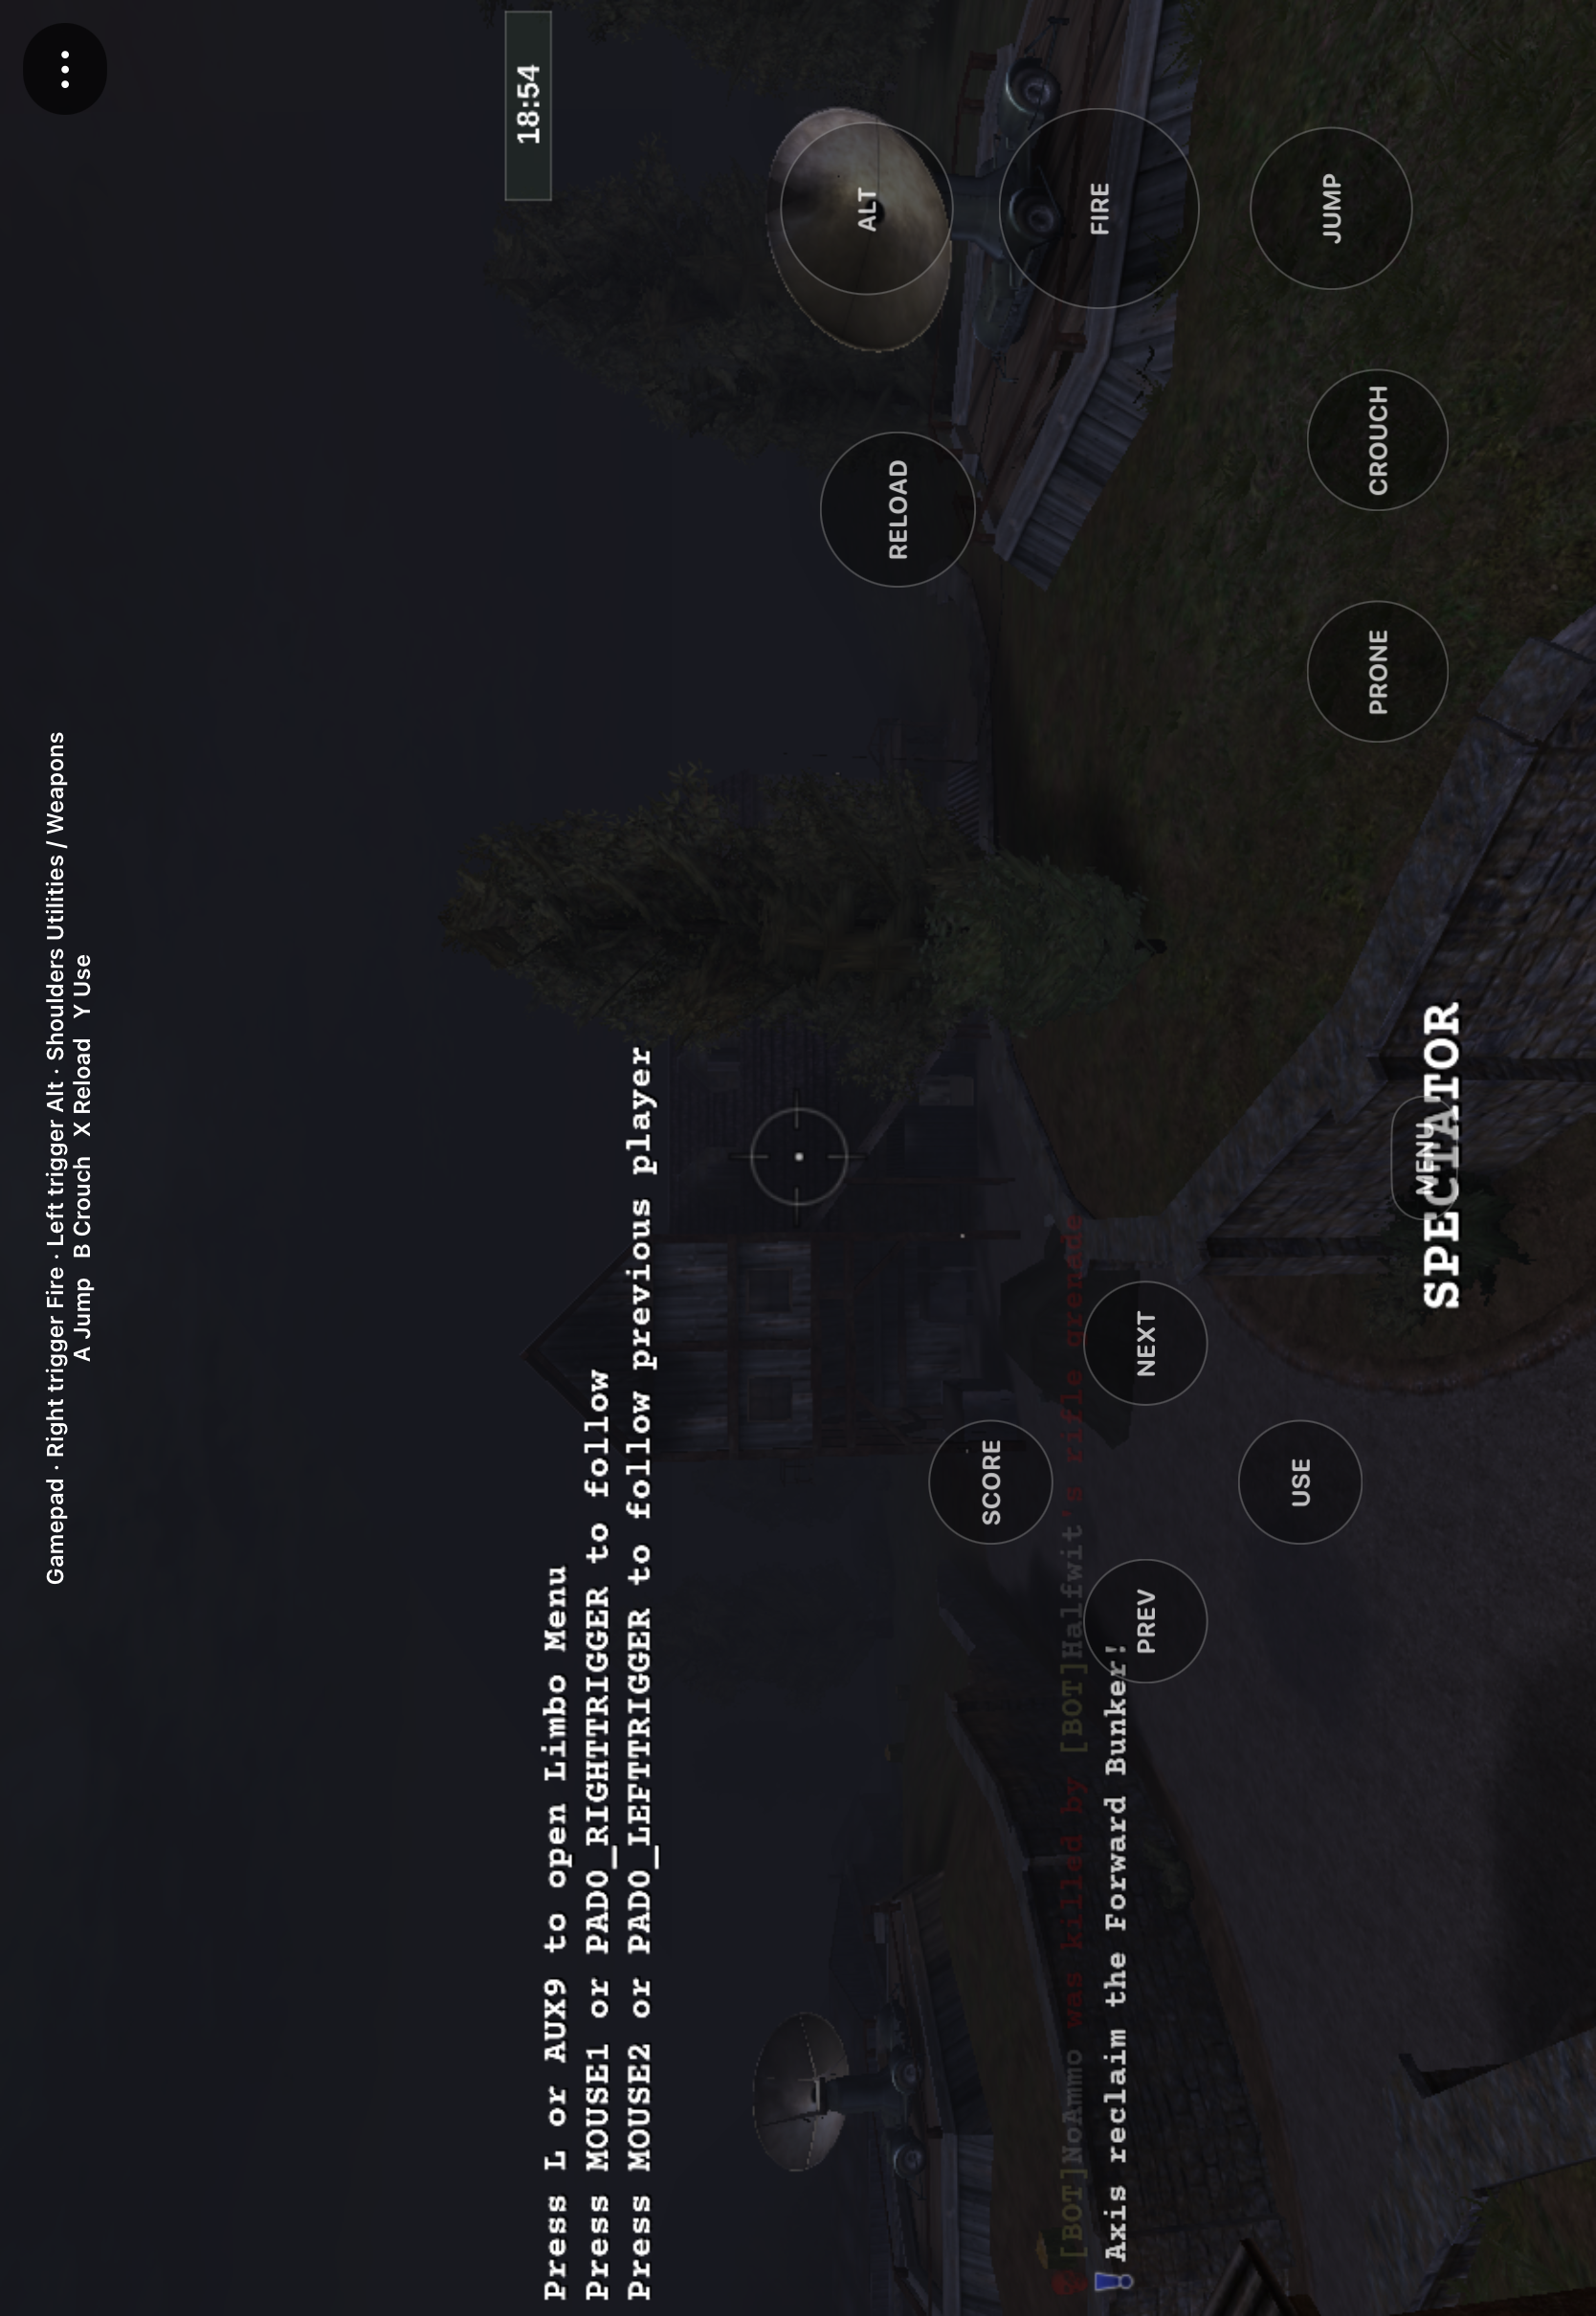 Gamepad · Right trigger Fire · Left trigger Alt · Shoulders Utilities / Weapons
A Jump B Crouch X Reload Y Use
18:54
Press L or AUX9 to open Limbo Menu
Press MOUSE1 or PAD0_RIGHTTRIGGER to follow
Press MOUSE2 or PAD0_LEFTTRIGGER to follow previous player
ALT
RELOAD
FIRE
SCORE
[BOT]NoAmmo was killed by [BOT]Halfwit's rifle grenade
Axis reclaim the Forward Bunker!
PREV
NEXT
USE
JUMP
PRONE
CROUCH
MENU
SPECTATOR